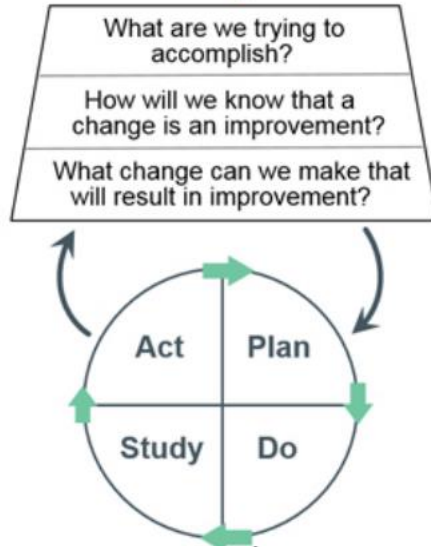 What are we trying to
accomplish?
How will we know that a
change is an improvement?
What change can we make that
will result in improvement?
Act
Plan
Study
Do